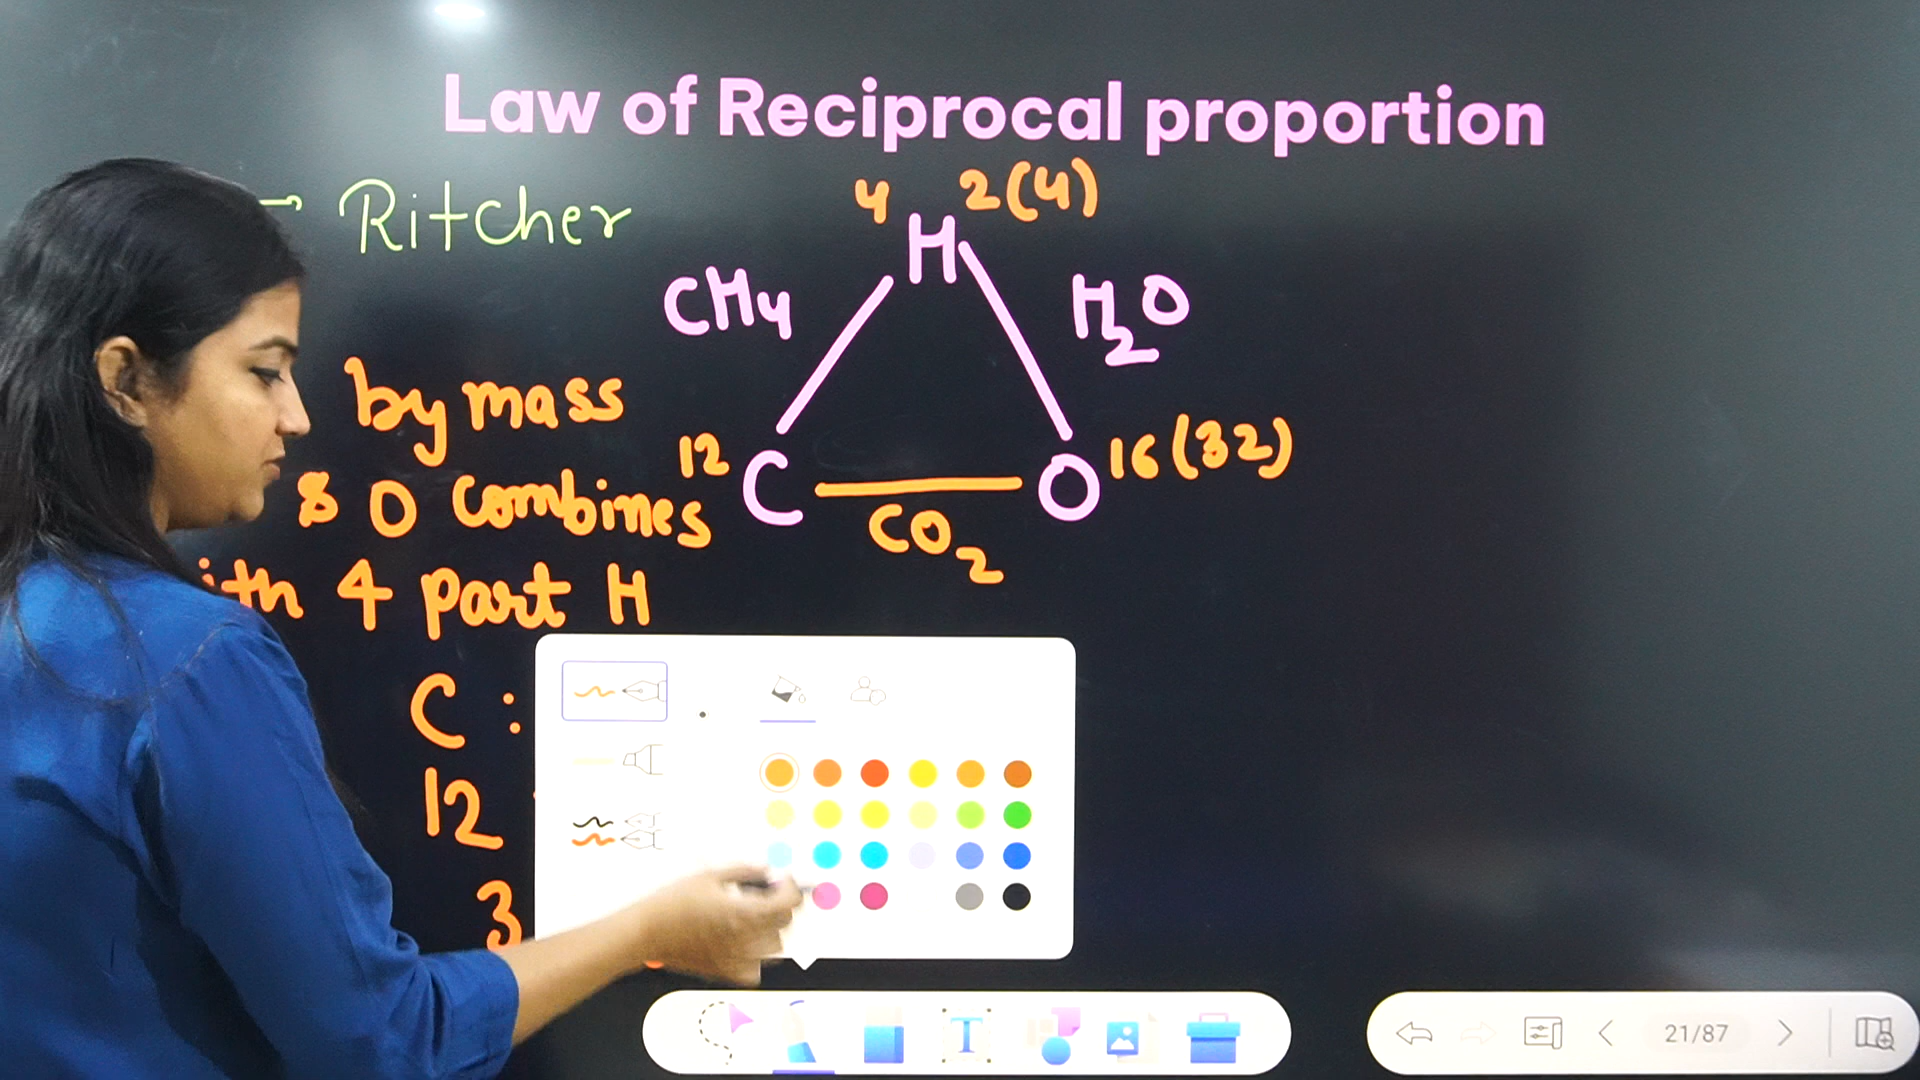 Law of Reciprocal proportion
→ Ritcher
4 H 2(4)
CH4
H2O
by mass
12 C O 16(32)
CO2
8 O combines
ith 4 part H
C :
12
3
T
21/87